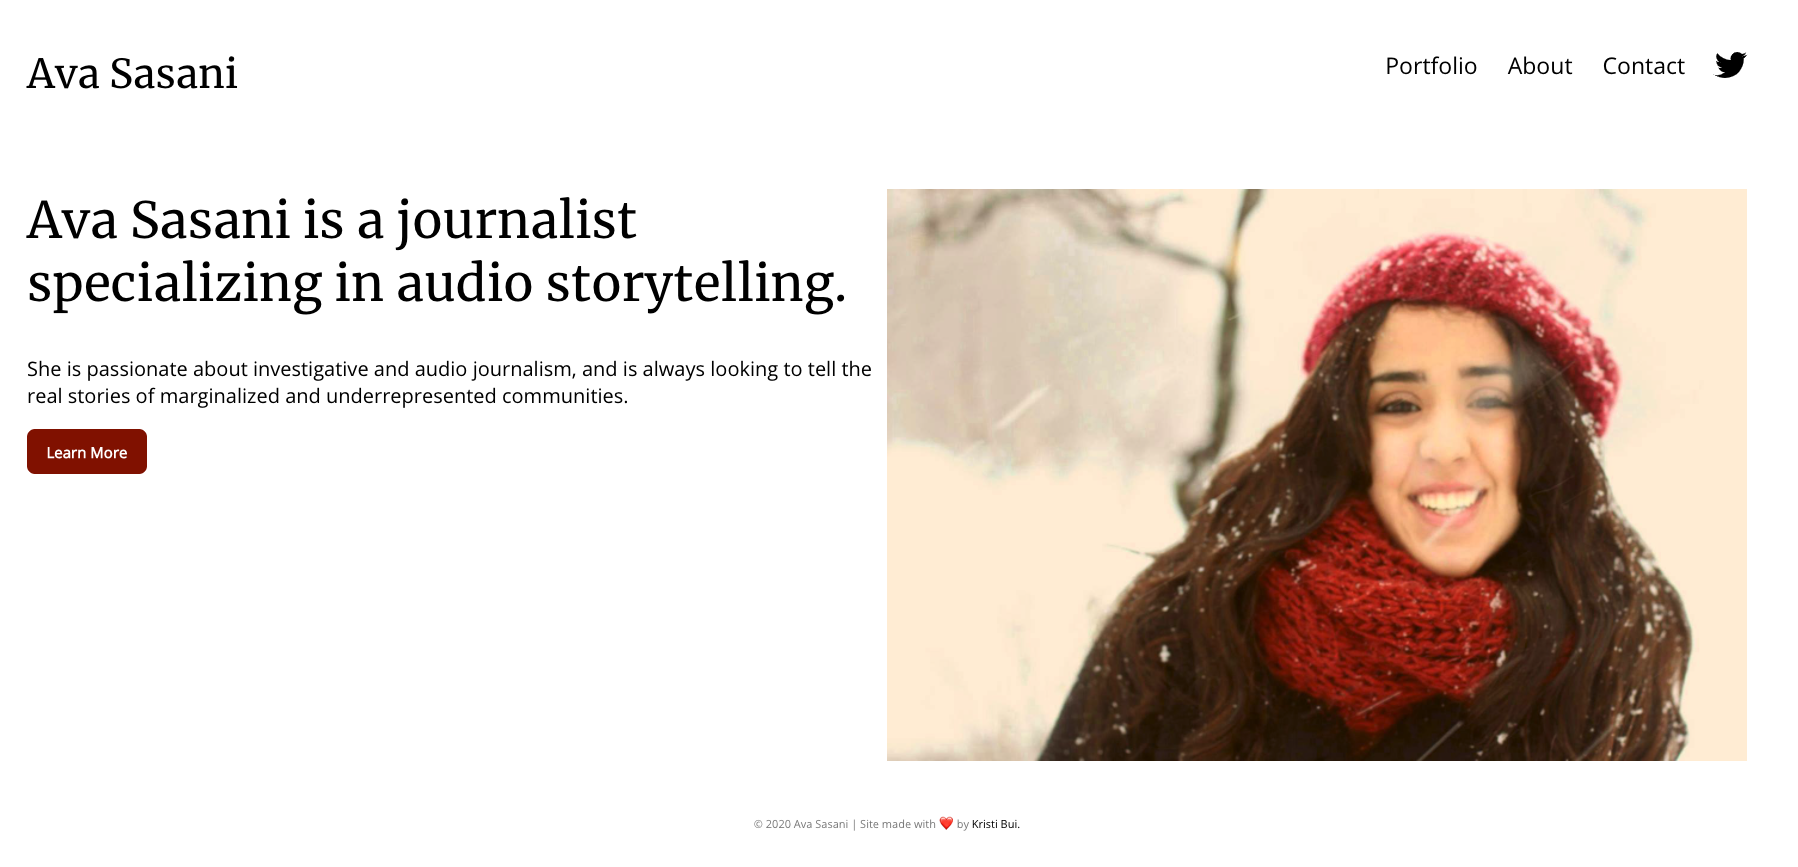 Ava Sasani
Portfolio About Contact
Ava Sasani is a journalist
specializing in audio storytelling.
She is passionate about investigative and audio journalism, and is always looking to tell the
real stories of marginalized and underrepresented communities.
Learn More
© 2020 Ava Sasani | Site made with ❤️ by Kristi Bui.